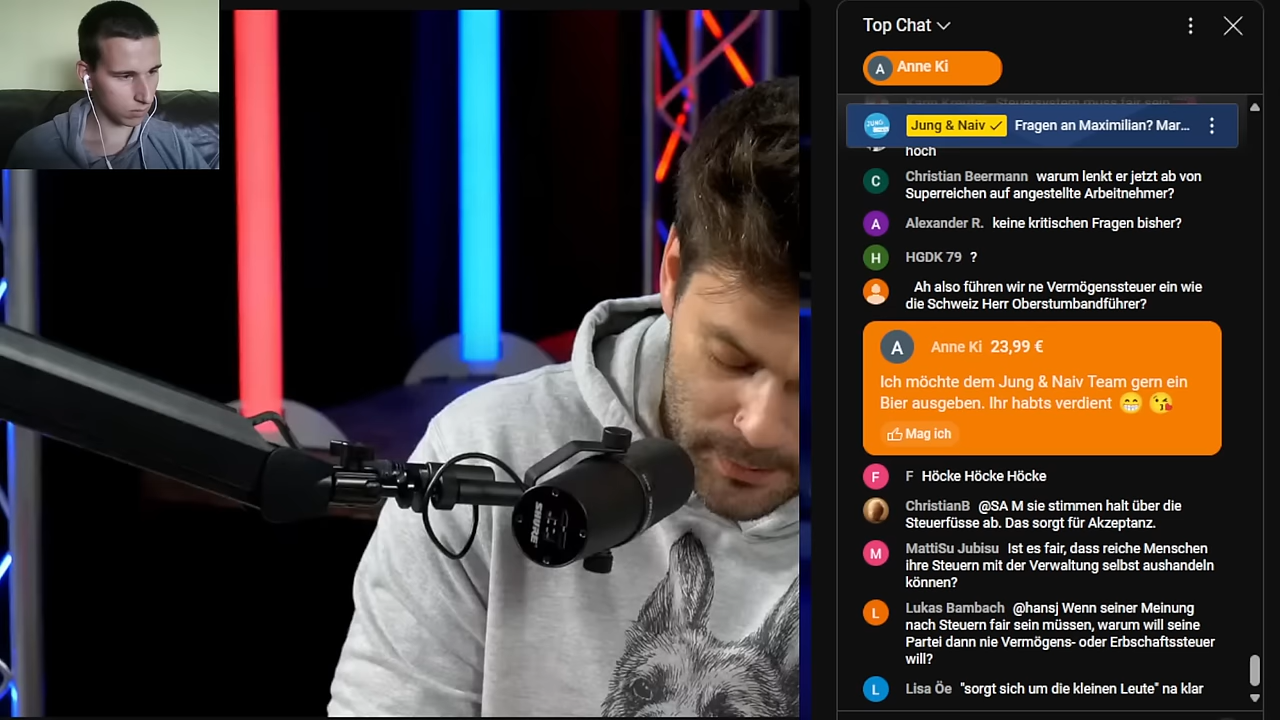 Top Chat
A Anne Ki
Jung & Naiv Fragen an Maximilian? Mar...
hoch
C Christian Beermann warum lenkt er jetzt ab von
Superreichen auf angestellte Arbeitnehmer?
A Alexander R. keine kritischen Fragen bisher?
H HGDK 79 ?
Ah also führen wir ne Vermögenssteuer ein wie
die Schweiz Herr Oberstumbandführer?
A Anne Ki 23,99 €
Ich möchte dem Jung & Naiv Team gern ein
Bier ausgeben. Ihr habts verdient 😁 😘
Mag ich
F F Höcke Höcke Höcke
ChristianB @SA M sie stimmen halt über die
Steuerfüsse ab. Das sorgt für Akzeptanz.
M MattiSu Jubisu Ist es fair, dass reiche Menschen
ihre Steuern mit der Verwaltung selbst aushandeln
können?
L Lukas Bambach @hansj Wenn seiner Meinung
nach Steuern fair sein müssen, warum will seine
Partei dann nie Vermögens- oder Erbschaftssteuer
will?
L Lisa Öe "sorgt sich um die kleinen Leute" na klar
SHURE